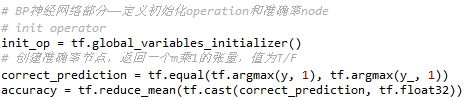 # BP神经网络部分——定义初始化operation和准确率node
# init operator
init_op = tf.global_variables_initializer()
# 创建准确率节点，返回一个m乘1的张量，值为T/F
correct_prediction = tf.equal(tf.argmax(y, 1), tf.argmax(y_, 1))
accuracy = tf.reduce_mean(tf.cast(correct_prediction, tf.float32))